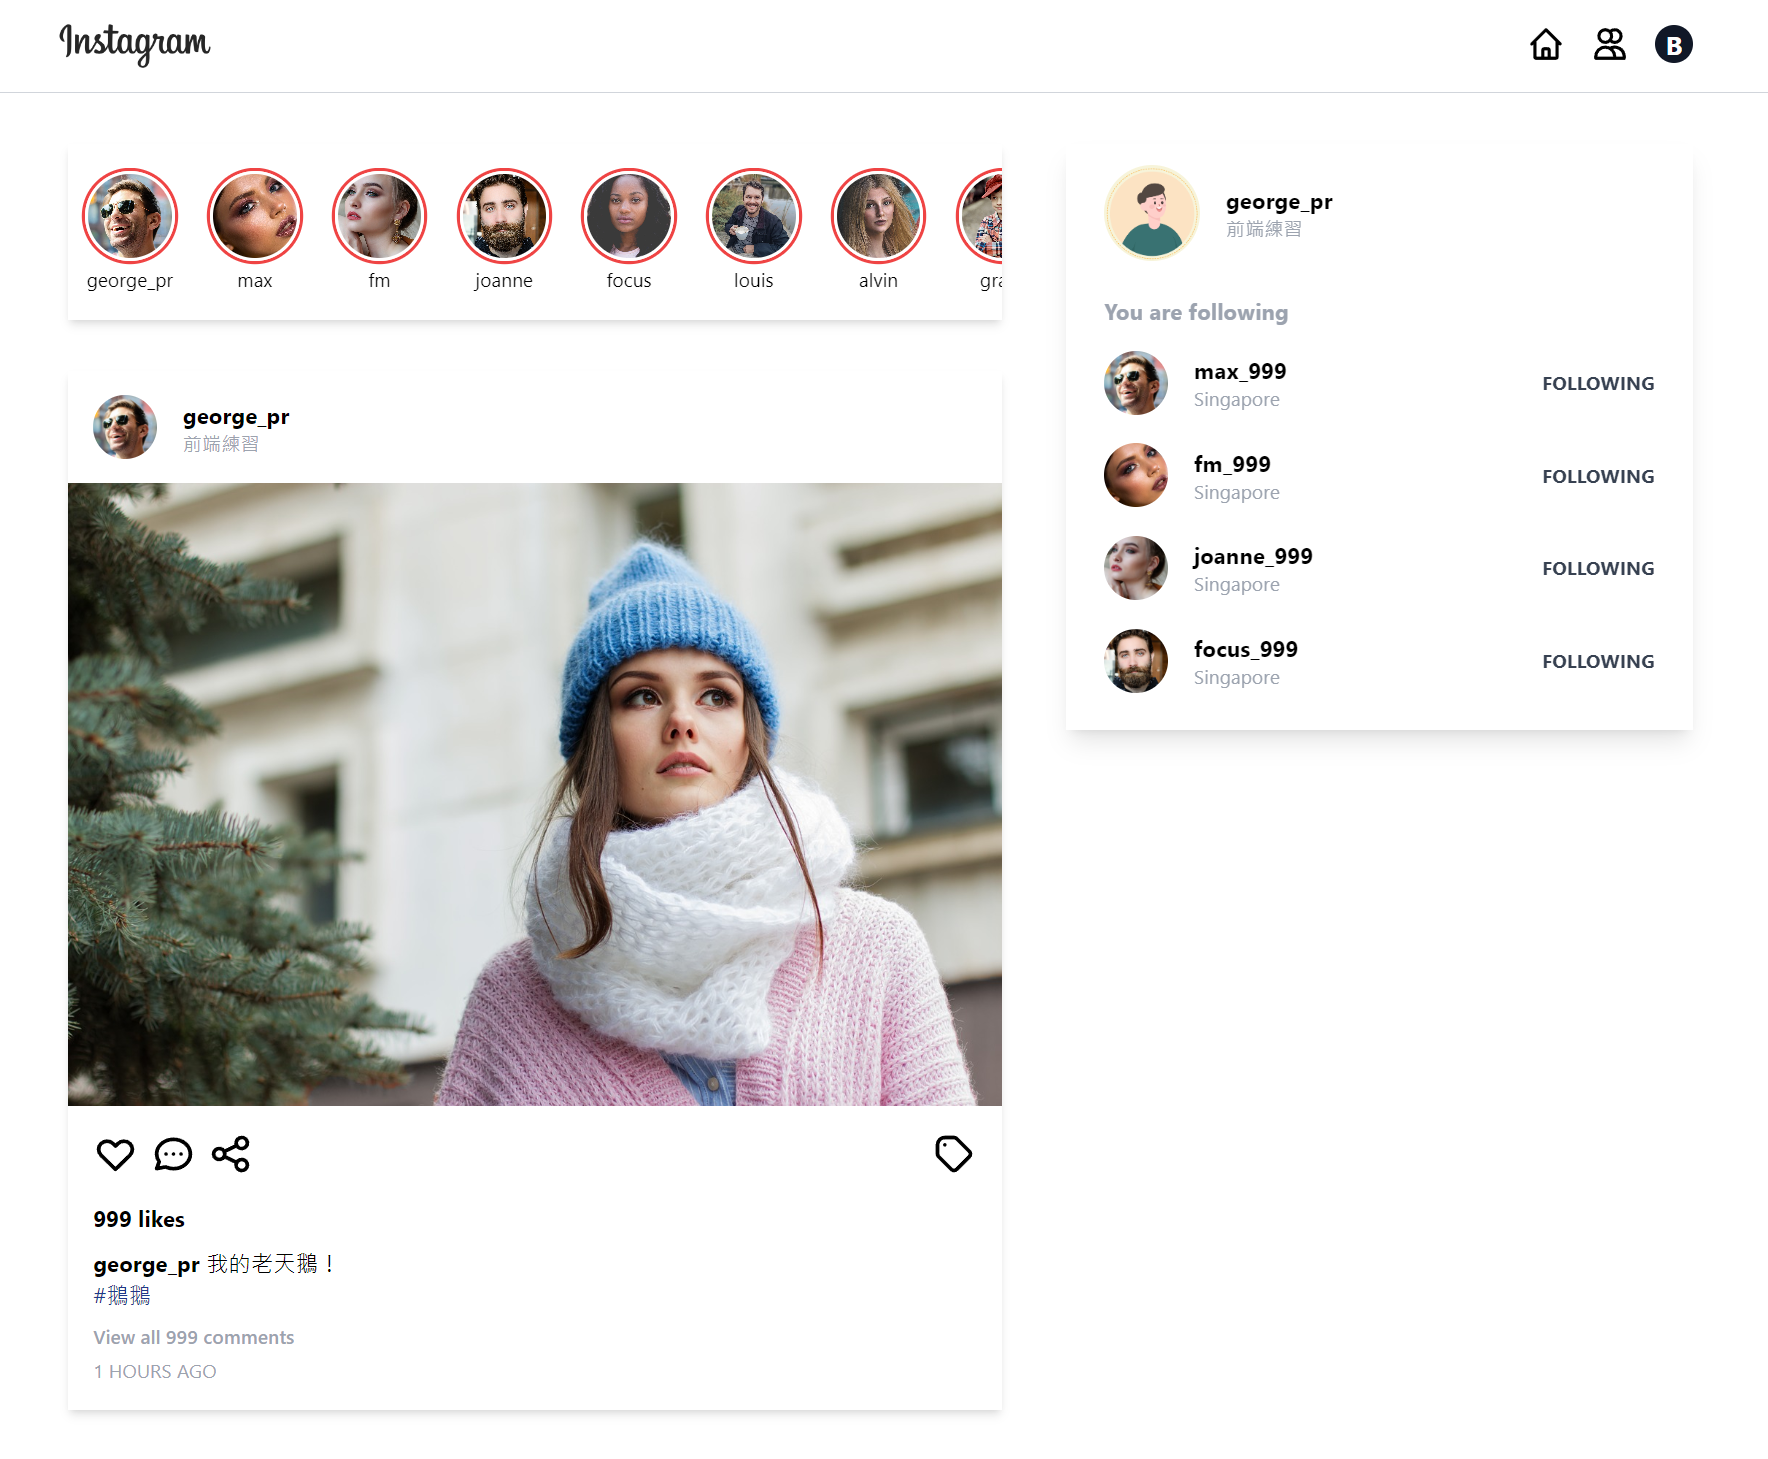 Instagram
B
george_pr
max
fm
joanne
focus
louis
alvin
gra
george_pr
前端練習
999 likes
george_pr 我的老天鵝！
#鵝鵝
View all 999 comments
1 HOURS AGO
george_pr
前端練習
You are following
max_999
Singapore
FOLLOWING
fm_999
Singapore
FOLLOWING
joanne_999
Singapore
FOLLOWING
focus_999
Singapore
FOLLOWING